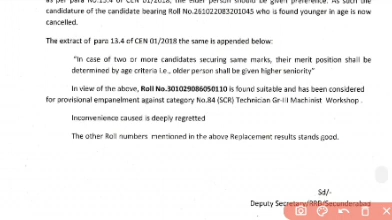 as per para No.13.4 of CEN 01/2018, the elder person should be given preference. As such the
candidature of the candidate bearing Roll No.261022083201045 who is found younger in age is now
cancelled.
The extract of para 13.4 of CEN 01/2018 the same is appended below:
"In case of two or more candidates securing same marks, their merit position shall be
determined by age criteria i.e., older person shall be given higher seniority"
In view of the above, Roll No.301029086050110 is found suitable and has been considered
for provisional empanelment against category No.84 (SCR) Technician Gr-III Machinist Workshop.
Inconvenience caused is deeply regretted
The other Roll numbers mentioned in the above Replacement results stands good.
Sd/-
Deputy Secretary/RRB/Secunderabad